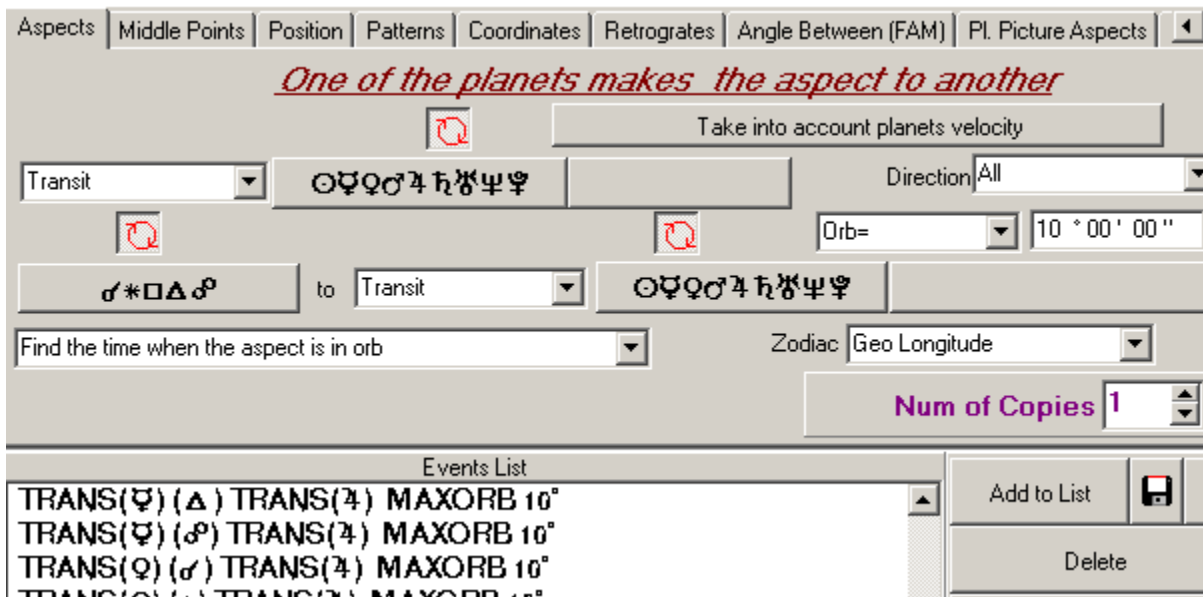 Aspects Middle Points Position Patterns Coordinates Retrogrates Angle Between (FAM) Pl. Picture Aspects
One of the planets makes the aspect to another
Take into account planets velocity
Transit ☉☿♀♂♃♄♅♆♇ Direction All
Orb= 10 °00 ' 00 "
☌⚹□△☍ to Transit ☉☿♀♂♃♄♅♆♇
Find the time when the aspect is in orb Zodiac Geo Longitude
Num of Copies 1
Events List
TRANS(☿) (△) TRANS(♃) MAXORB 10°
TRANS(☿) (☍) TRANS(♃) MAXORB 10°
TRANS(♀) (☌) TRANS(♃) MAXORB 10°
Add to List
Delete